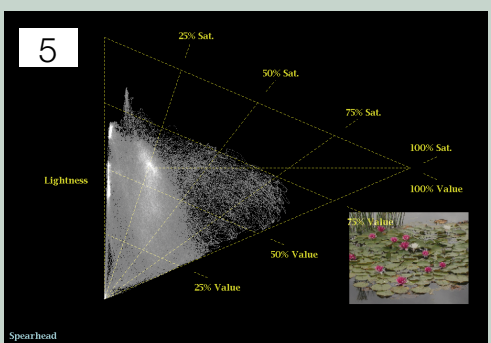 5
25% Sat.
50% Sat.
75% Sat.
100% Sat.
Lightness
100% Value
75% Value
50% Value
25% Value
Spearhead